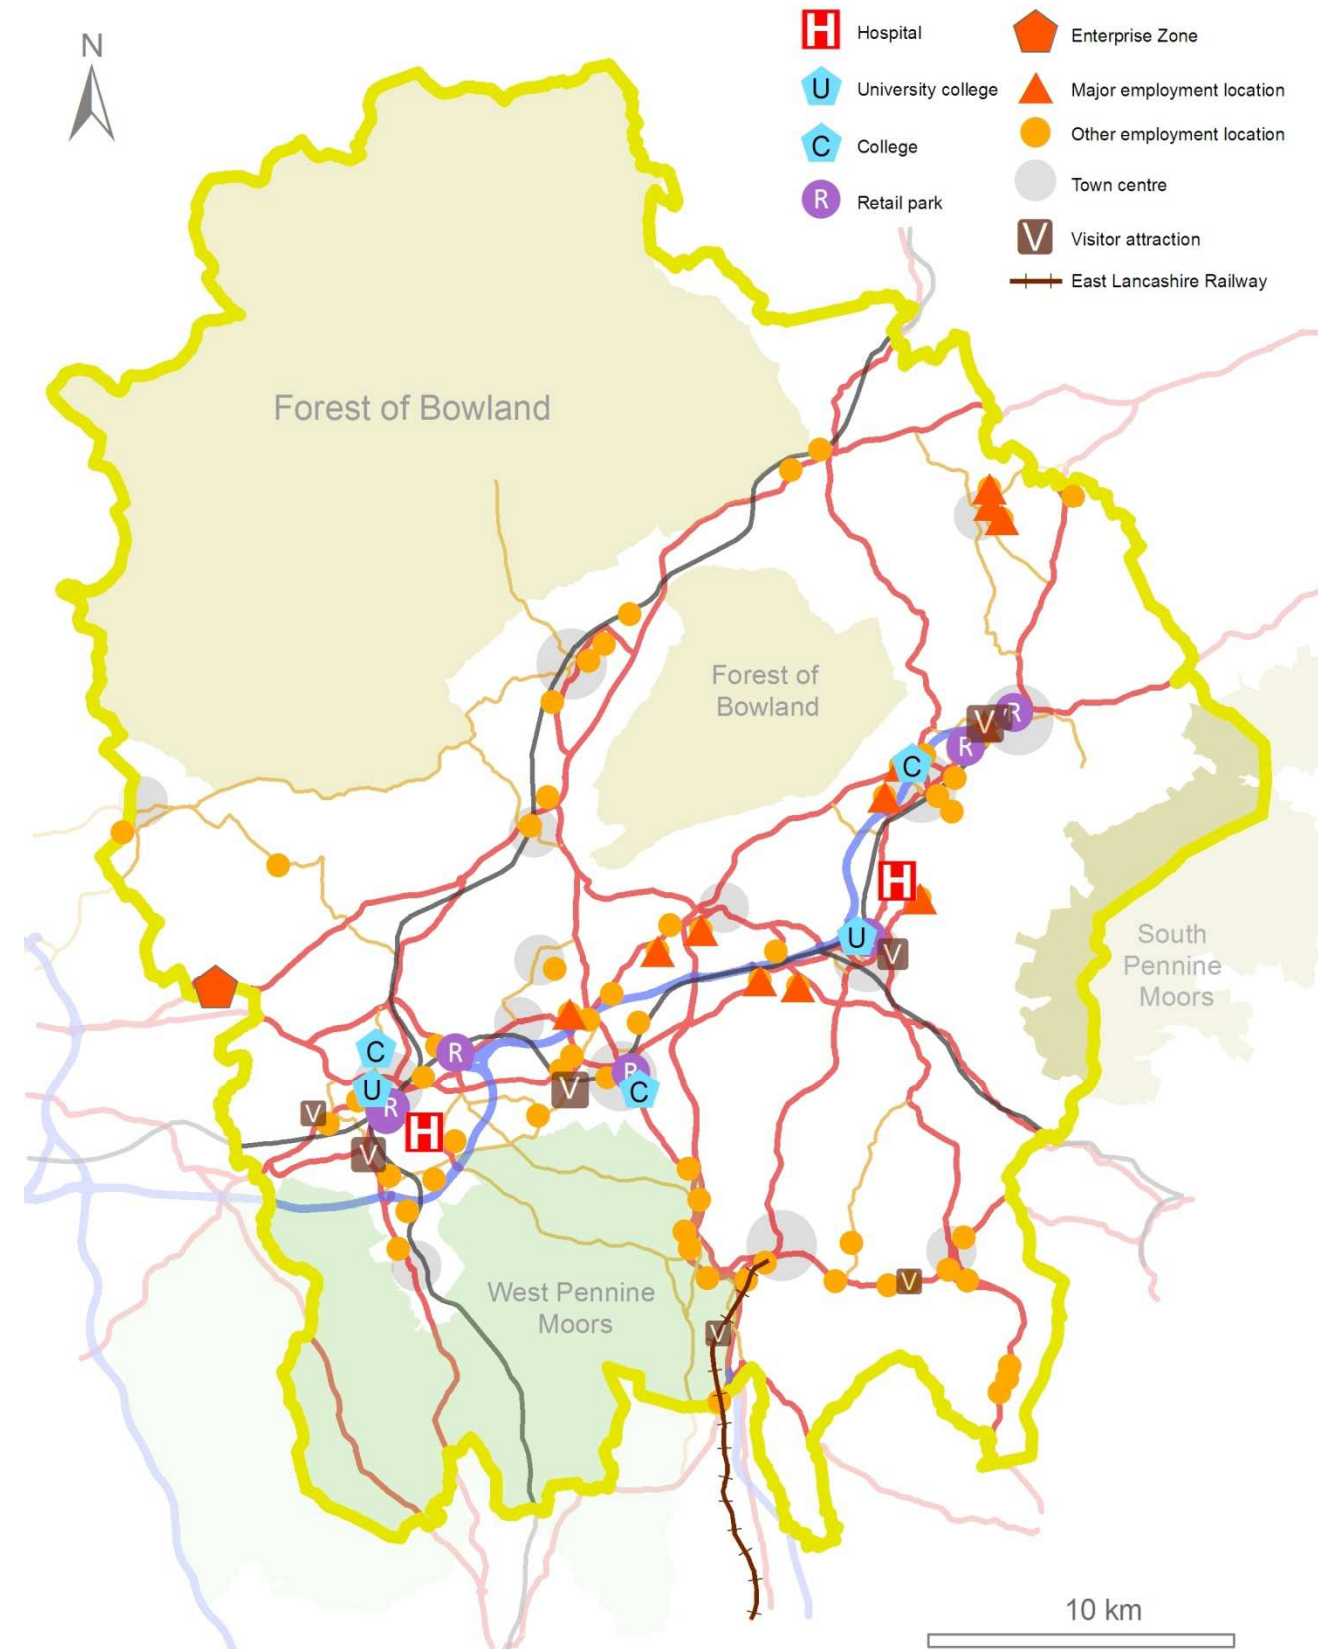 N
H Hospital
U University college
C College
R Retail park
Enterprise Zone
Major employment location
Other employment location
Town centre
V Visitor attraction
East Lancashire Railway
Forest of Bowland
Forest of
Bowland
V R
R
C
H
U
V
South
Pennine
Moors
C
R
U
R
C
V
V
R
H
V
West Pennine
Moors
V
V
10 km